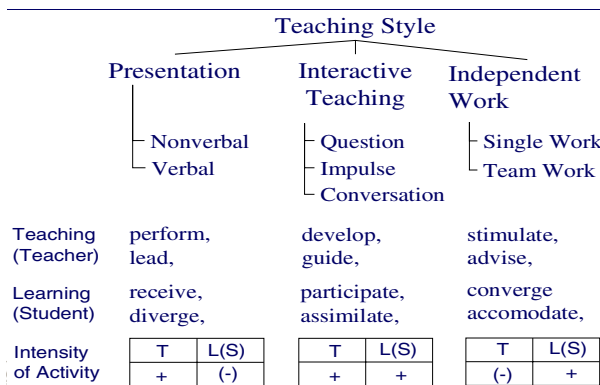 Teaching Style
Presentation
Interactive
Teaching
Independent
Work
Nonverbal
Verbal
Question
Impulse
Conversation
Single Work
Team Work
Teaching
(Teacher)
perform,
lead,
develop,
guide,
stimulate,
advise,
Learning
(Student)
receive,
diverge,
participate,
assimilate,
converge
accomodate,
Intensity
of Activity
T L(S)
+ (-)
T L(S)
+ +
T L(S)
(-) +